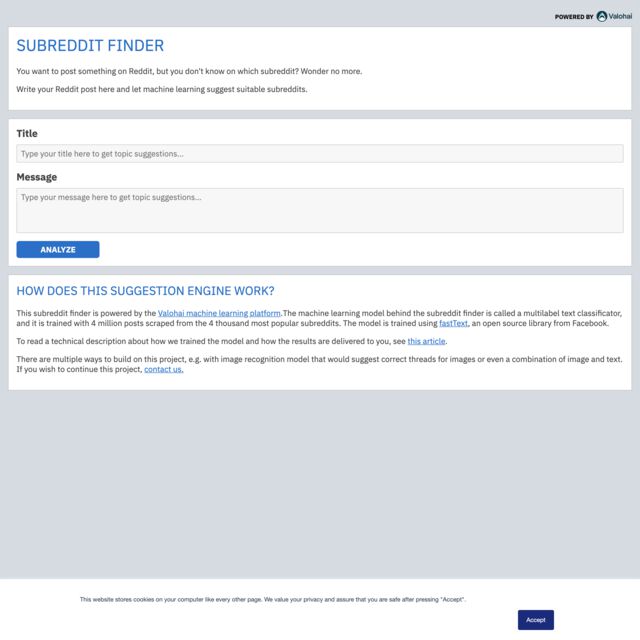 POWERED BY Valohai
SUBREDDIT FINDER
You want to post something on Reddit, but you don't know on which subreddit? Wonder no more.
Write your Reddit post here and let machine learning suggest suitable subreddits.
Title
Type your title here to get topic suggestions...
Message
Type your message here to get topic suggestions...
ANALYZE
HOW DOES THIS SUGGESTION ENGINE WORK?
This subreddit finder is powered by the Valohai machine learning platform.The machine learning model behind the subreddit finder is called a multilabel text classificator,
and it is trained with 4 million posts scraped from the 4 thousand most popular subreddits. The model is trained using fastText, an open source library from Facebook.
To read a technical description about how we trained the model and how the results are delivered to you, see this article.
There are multiple ways to build on this project, e.g. with image recognition model that would suggest correct threads for images or even a combination of image and text.
If you wish to continue this project, contact us.
This website stores cookies on your computer like every other page. We value your privacy and assure that you are safe after pressing "Accept".
Accept